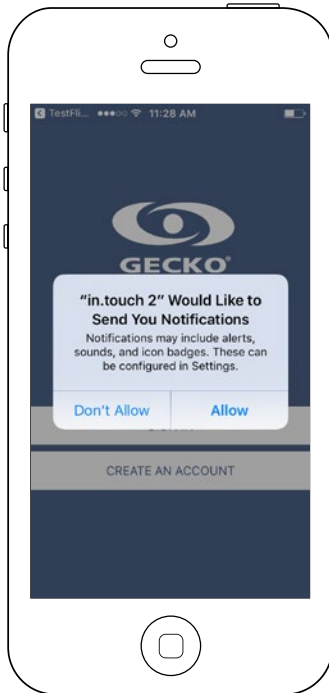 TestFli... 11:28 AM
GECKO®
“in.touch 2” Would Like to
Send You Notifications
Notifications may include alerts,
sounds, and icon badges. These can
be configured in Settings.
Don’t Allow Allow
CREATE AN ACCOUNT